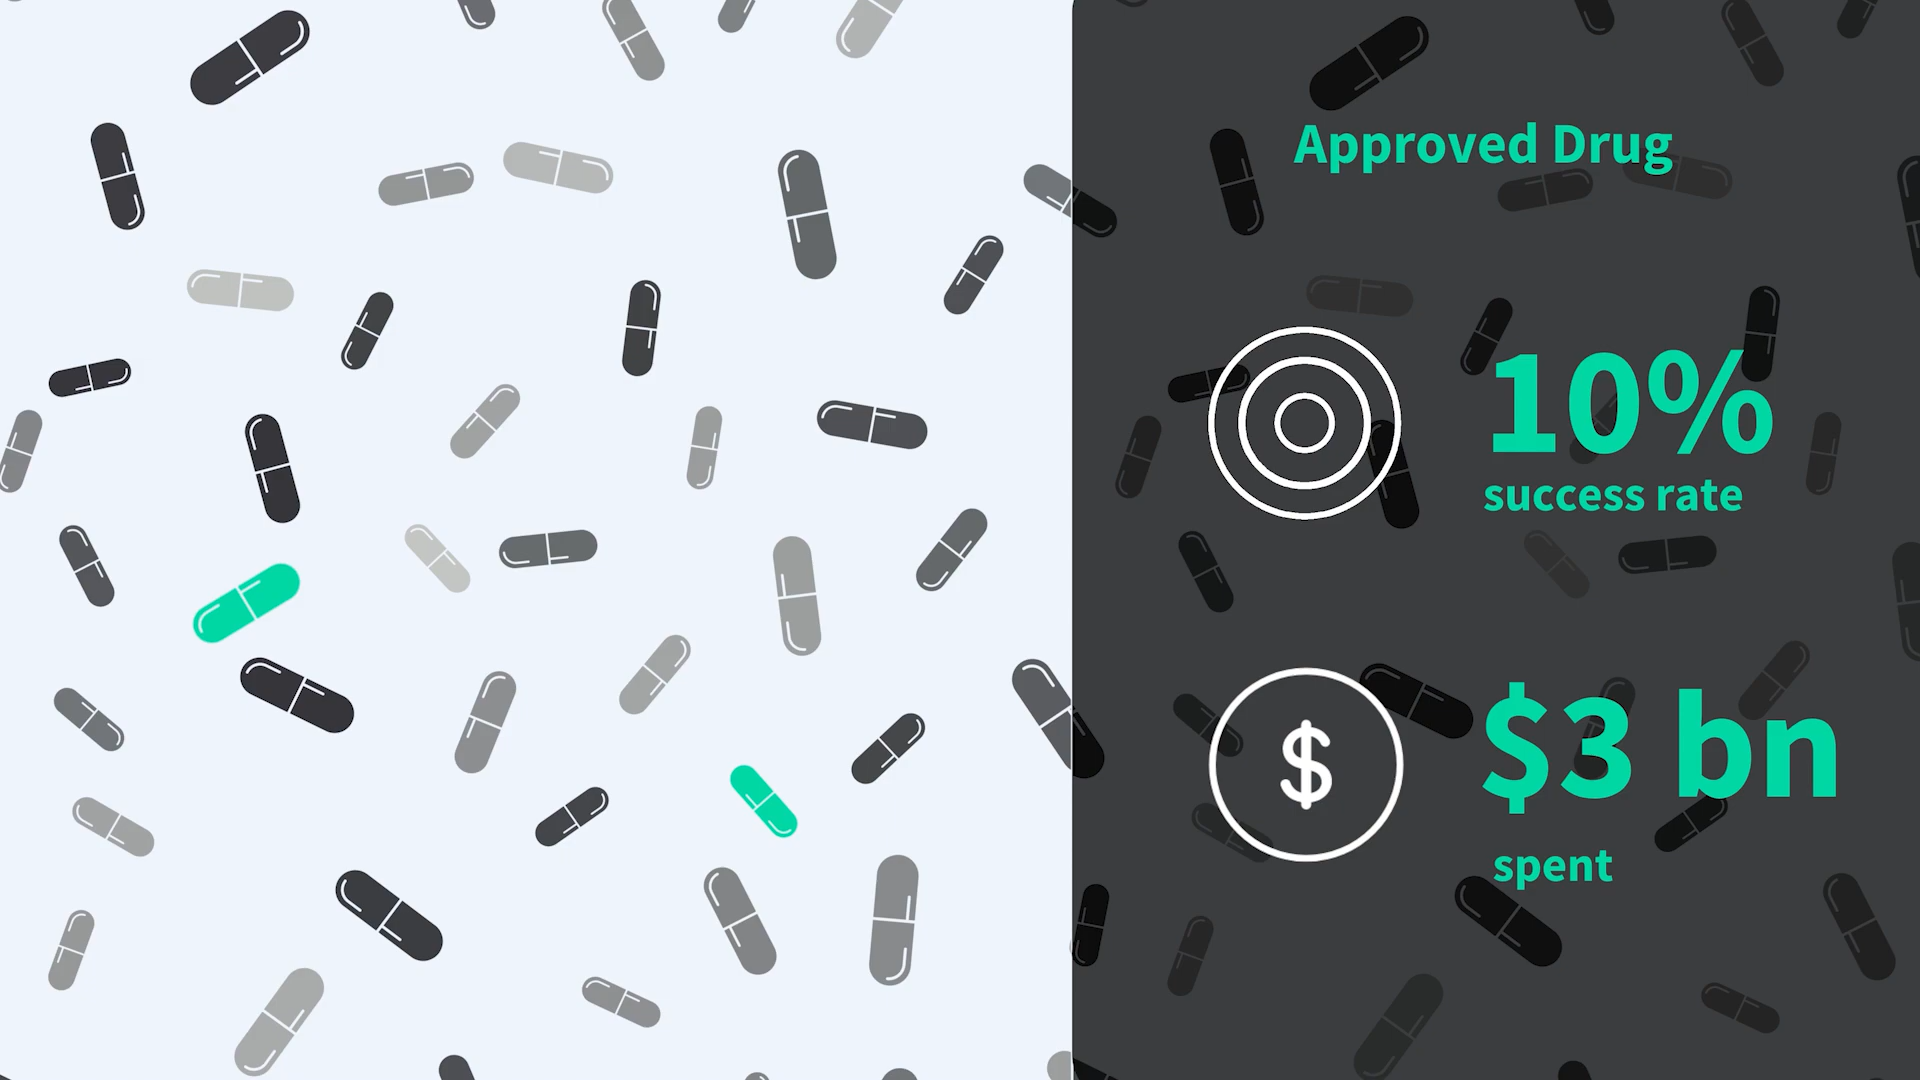 Approved Drug
10%
success rate
$
$3 bn
spent